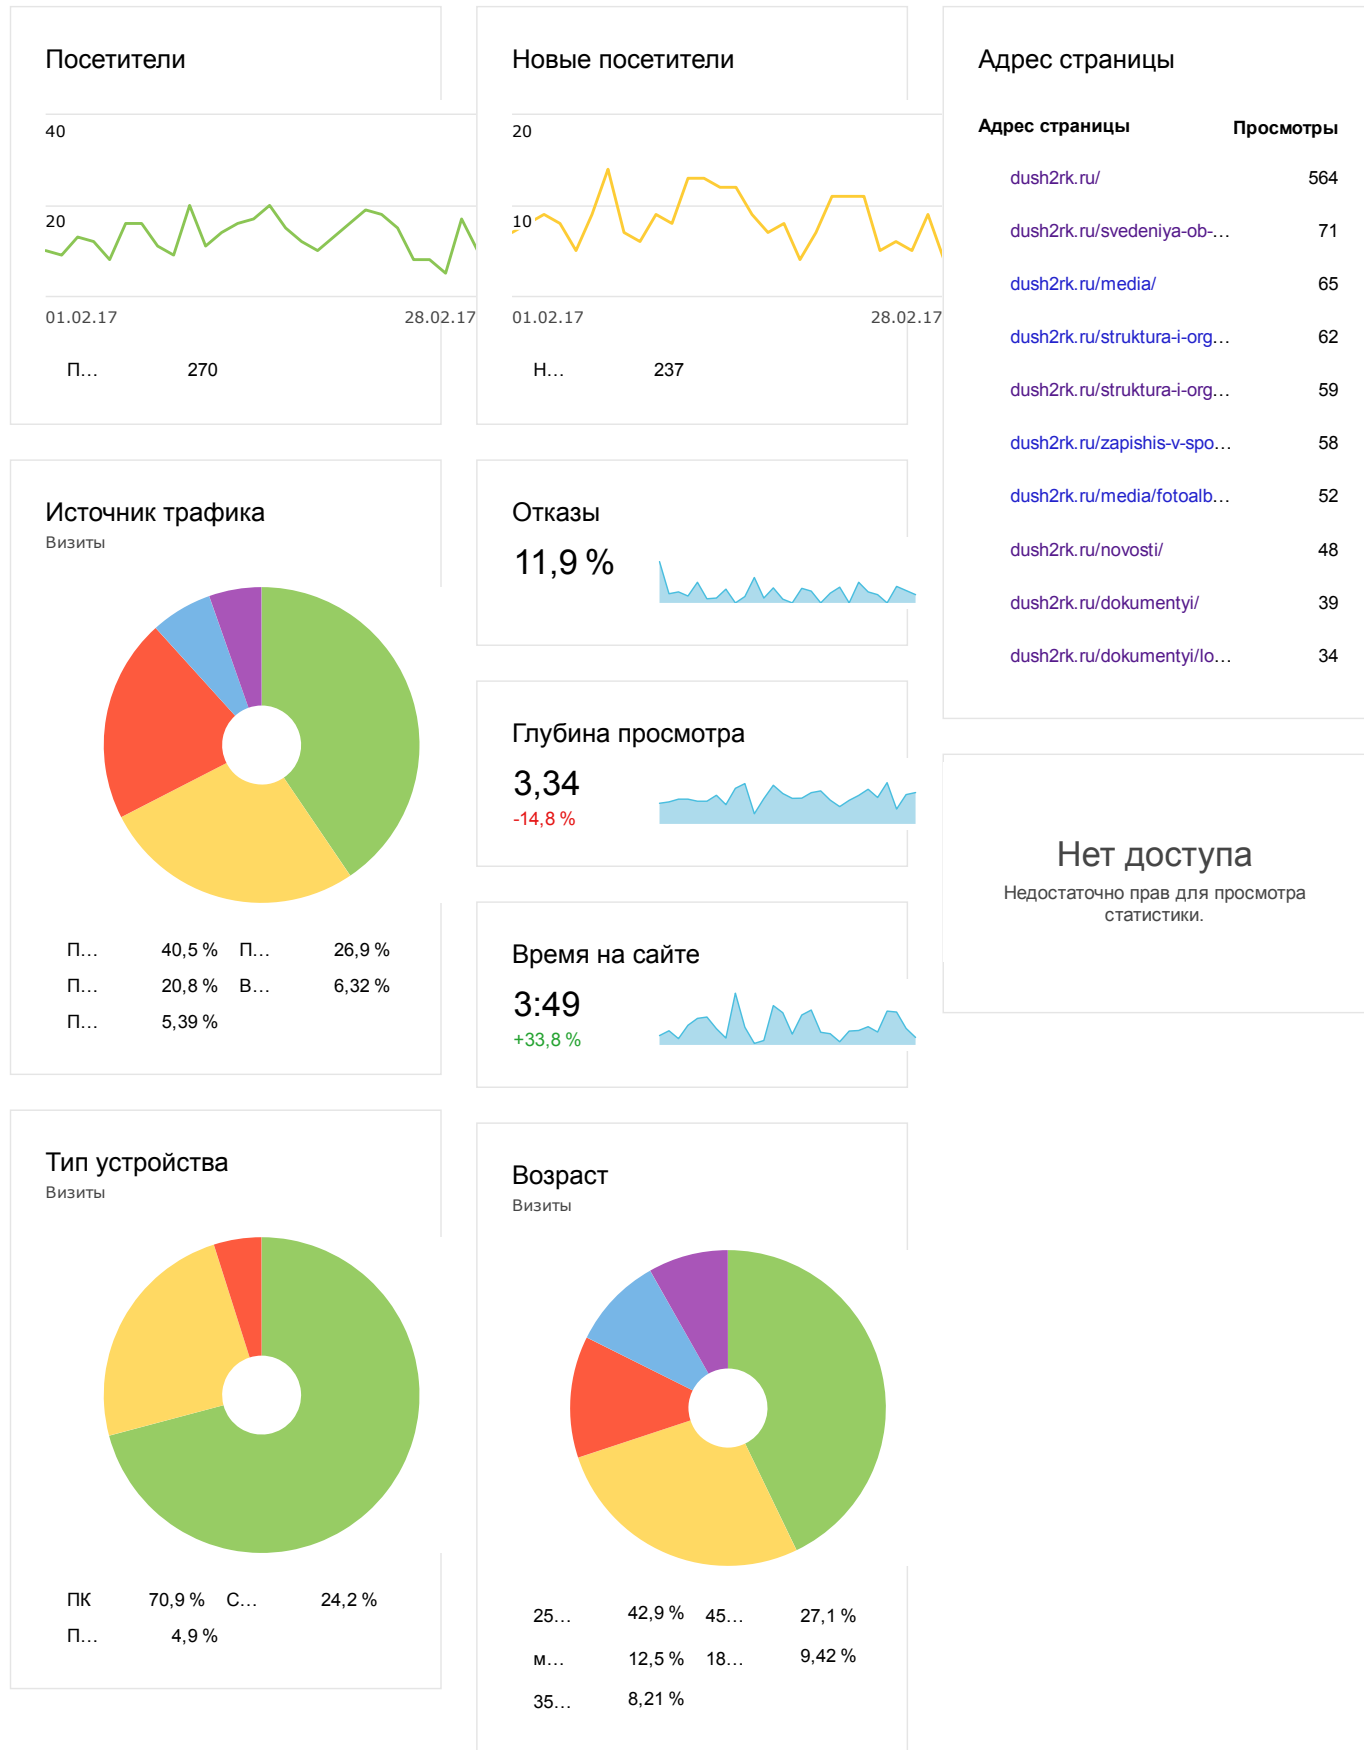 Посетители
40
20
01.02.17 28.02.17
П... 270
Новые посетители
20
10
01.02.17 28.02.17
Н... 237
Адрес страницы
Адрес страницы Просмотры
dush2rk.ru/ 564
dush2rk.ru/svedeniya-ob-... 71
dush2rk.ru/media/ 65
dush2rk.ru/struktura-i-org... 62
dush2rk.ru/struktura-i-org... 59
dush2rk.ru/zapishis-v-spo... 58
dush2rk.ru/media/fotoalb... 52
dush2rk.ru/novosti/ 48
dush2rk.ru/dokumentyi/ 39
dush2rk.ru/dokumentyi/lo... 34
Источник трафика
Визиты
П... 40,5 % П... 26,9 %
П... 20,8 % В... 6,32 %
П... 5,39 %
Отказы
11,9 %
Глубина просмотра
3,34
-14,8 %
Время на сайте
3:49
+33,8 %
Нет доступа
Недостаточно прав для просмотра
статистики.
Тип устройства
Визиты
ПК 70,9 % С... 24,2 %
П... 4,9 %
Возраст
Визиты
25... 42,9 % 45... 27,1 %
м... 12,5 % 18... 9,42 %
35... 8,21 %